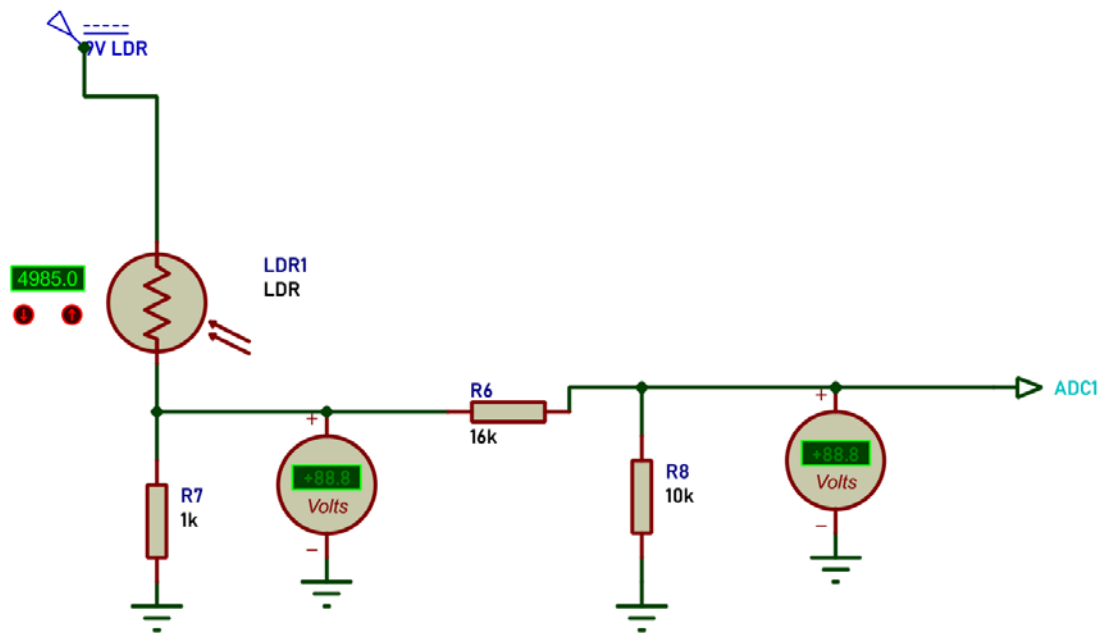 9V LDR
4985.0
LDR1
LDR
R6
16k
ADC1
+
+88.8
Volts
−
R7
1k
R8
10k
+
+88.8
Volts
−